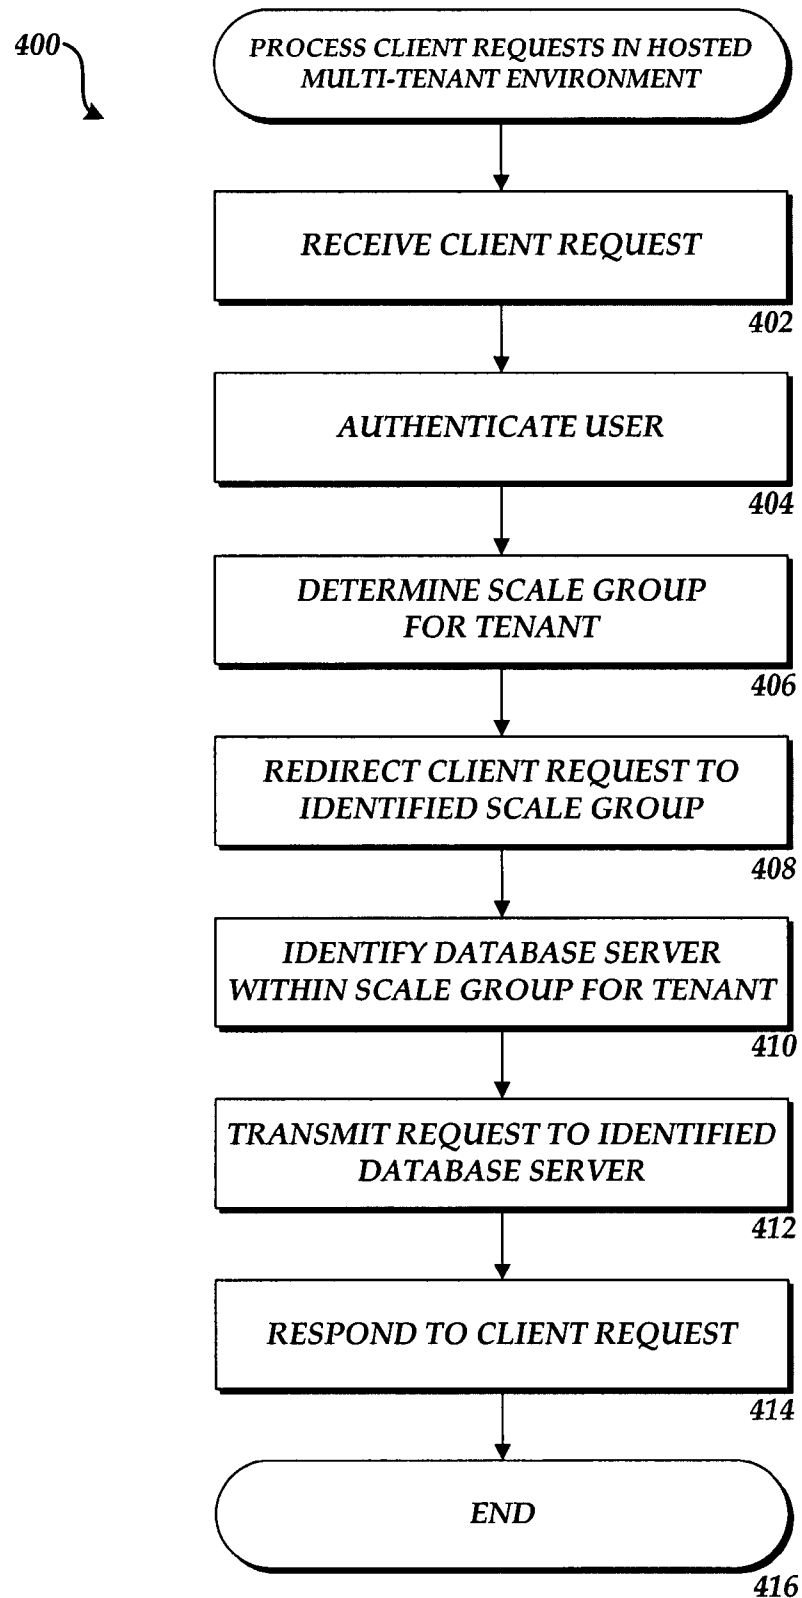 400
PROCESS CLIENT REQUESTS IN HOSTED
MULTI-TENANT ENVIRONMENT
RECEIVE CLIENT REQUEST
402
AUTHENTICATE USER
404
DETERMINE SCALE GROUP
FOR TENANT
406
REDIRECT CLIENT REQUEST TO
IDENTIFIED SCALE GROUP
408
IDENTIFY DATABASE SERVER
WITHIN SCALE GROUP FOR TENANT
410
TRANSMIT REQUEST TO IDENTIFIED
DATABASE SERVER
412
RESPOND TO CLIENT REQUEST
414
END
416